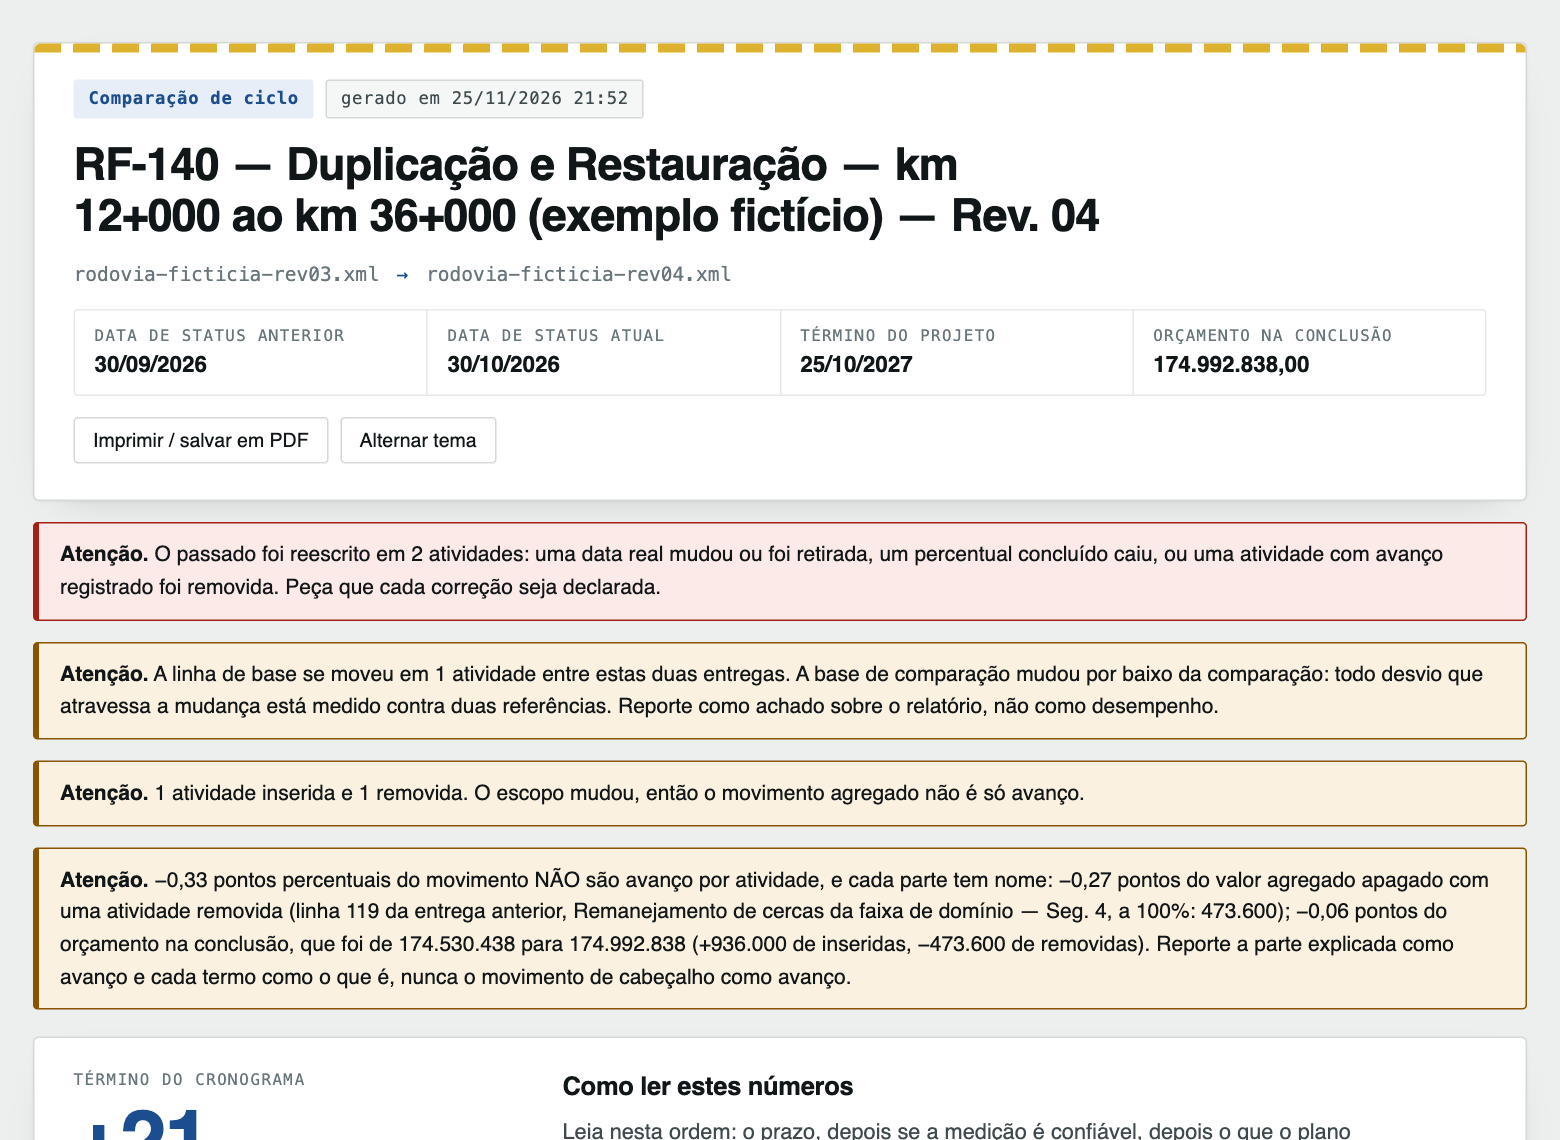 Comparação de ciclo
gerado em 25/11/2026 21:52
RF-140 — Duplicação e Restauração — km
12+000 ao km 36+000 (exemplo fictício) — Rev. 04
rodovia-ficticia-rev03.xml → rodovia-ficticia-rev04.xml
DATA DE STATUS ANTERIOR
30/09/2026
DATA DE STATUS ATUAL
30/10/2026
TÉRMINO DO PROJETO
25/10/2027
ORÇAMENTO NA CONCLUSÃO
174.992.838,00
Imprimir / salvar em PDF
Alternar tema
Atenção. O passado foi reescrito em 2 atividades: uma data real mudou ou foi retirada, um percentual concluído caiu, ou uma atividade com avanço
registrado foi removida. Peça que cada correção seja declarada.
Atenção. A linha de base se moveu em 1 atividade entre estas duas entregas. A base de comparação mudou por baixo da comparação: todo desvio que
atravessa a mudança está medido contra duas referências. Reporte como achado sobre o relatório, não como desempenho.
Atenção. 1 atividade inserida e 1 removida. O escopo mudou, então o movimento agregado não é só avanço.
Atenção. −0,33 pontos percentuais do movimento NÃO são avanço por atividade, e cada parte tem nome: −0,27 pontos do valor agregado apagado com
uma atividade removida (linha 119 da entrega anterior, Remanejamento de cercas da faixa de domínio — Seg. 4, a 100%: 473.600); −0,06 pontos do
orçamento na conclusão, que foi de 174.530.438 para 174.992.838 (+936.000 de inseridas, −473.600 de removidas). Reporte a parte explicada como
avanço e cada termo como o que é, nunca o movimento de cabeçalho como avanço.
TÉRMINO DO CRONOGRAMA
+21
Como ler estes números
Leia nesta ordem: o prazo, depois se a medição é confiável, depois o que o plano